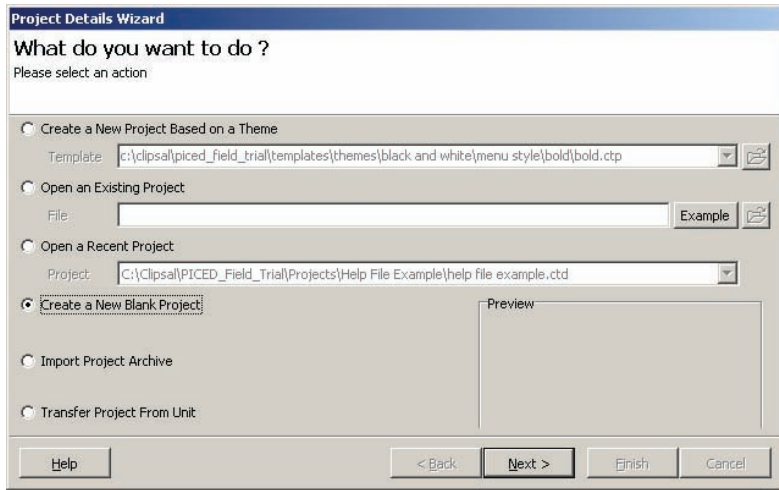 Project Details Wizard
What do you want to do ?
Please select an action
Create a New Project Based on a Theme
Template c:\clipsal\piced_field_trial\templates\themes\black and white\menu style\bold\bold.ctp
Open an Existing Project
File Example
Open a Recent Project
Project C:\Clipsal\PICED_Field_Trial\Projects\Help File Example\help file example.ctd
Create a New Blank Project
Preview
Import Project Archive
Transfer Project From Unit
Help < Back Next > Finish Cancel